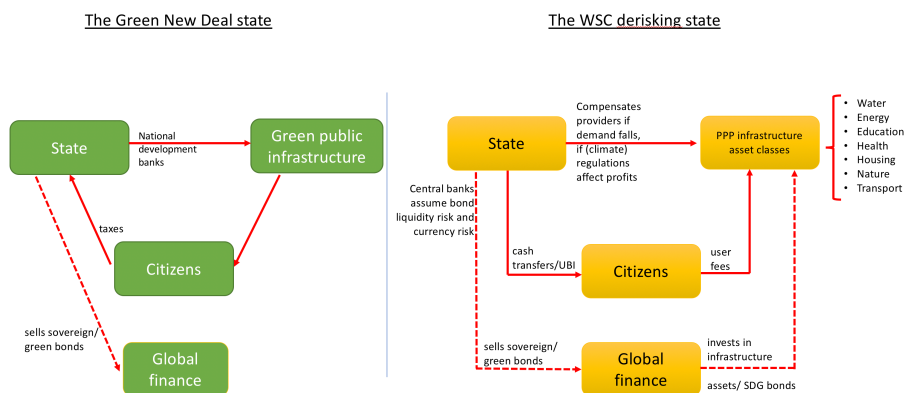 The Green New Deal state
State
National
development
banks
Green public
infrastructure
taxes
Citizens
sells sovereign/
green bonds
Global
finance
The WSC derisking state
State
Compensates
providers if
demand falls,
if (climate)
regulations
affect profits
PPP infrastructure
asset classes
• Water
• Energy
• Education
• Health
• Housing
• Nature
• Transport
Central banks
assume bond
liquidity risk and
currency risk
cash
transfers/UBI
Citizens
user
fees
sells sovereign/
green bonds
Global
finance
invests in
infrastructure
assets/ SDG bonds